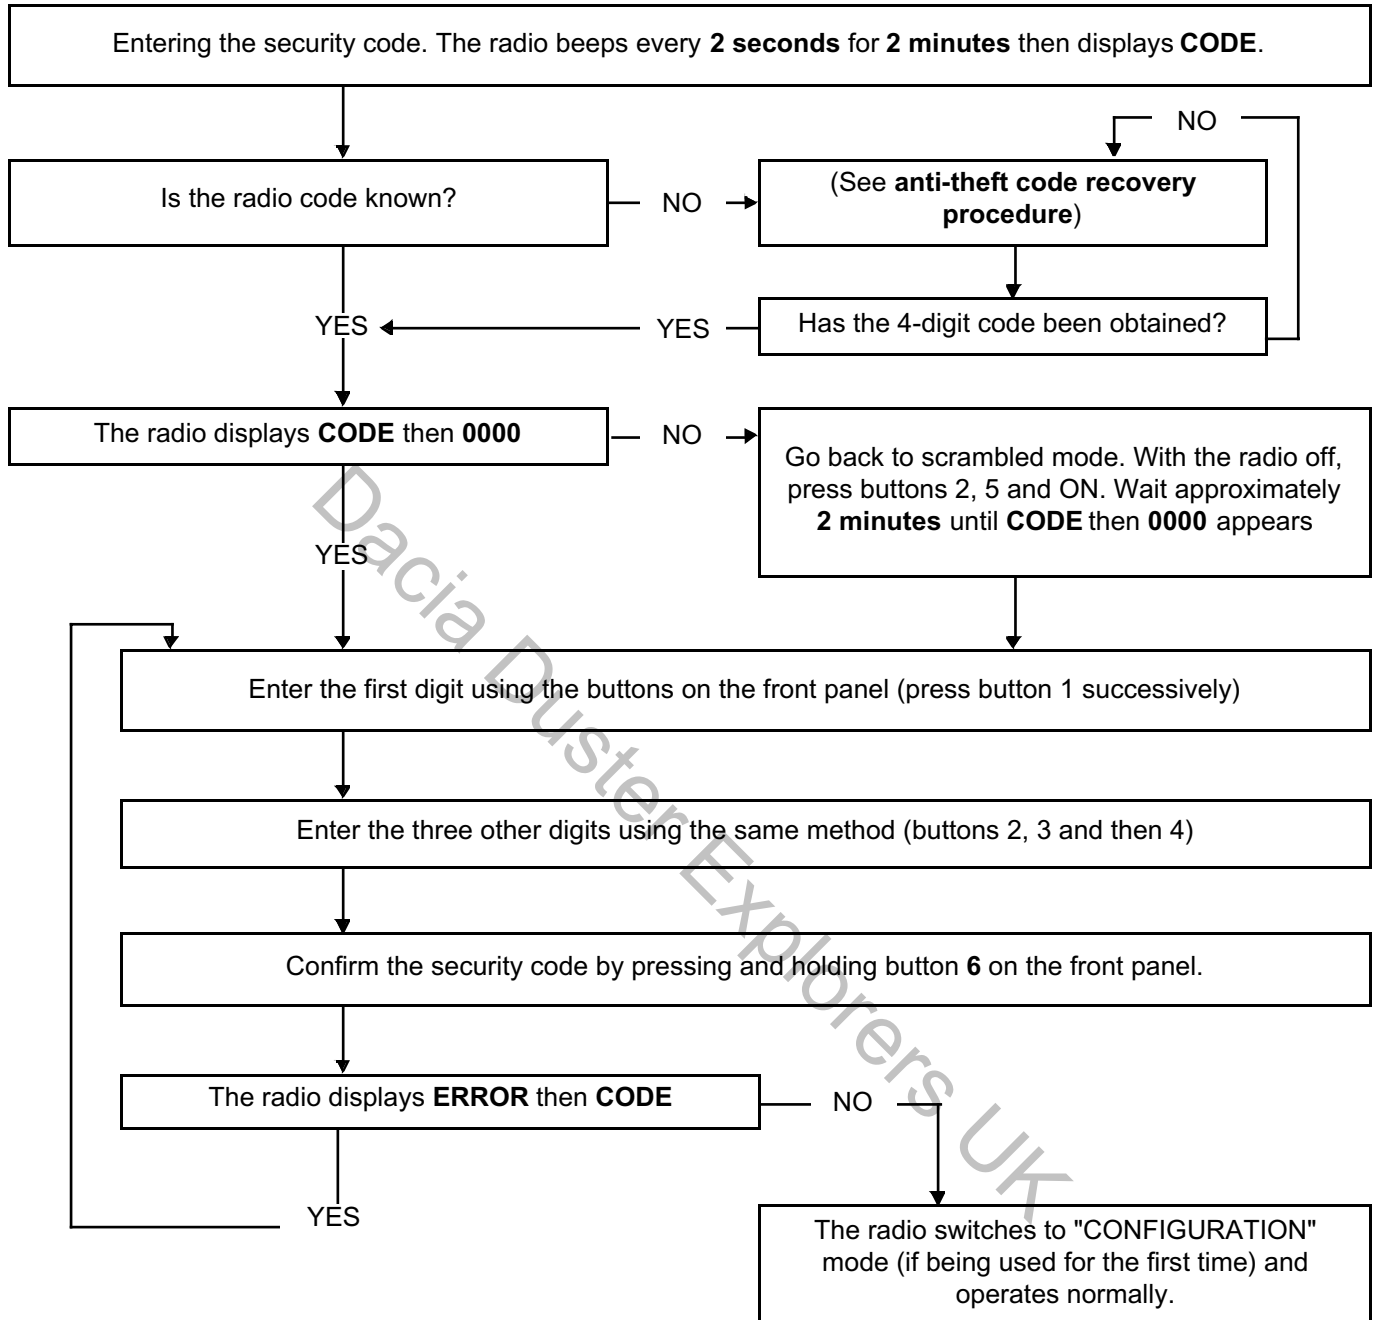 Entering the security code. The radio beeps every 2 seconds for 2 minutes then displays CODE.
NO
Is the radio code known?
NO
(See anti-theft code recovery
procedure)
YES
YES
Has the 4-digit code been obtained?
The radio displays CODE then 0000
NO
Go back to scrambled mode. With the radio off,
press buttons 2, 5 and ON. Wait approximately
2 minutes until CODE then 0000 appears
YES
Enter the first digit using the buttons on the front panel (press button 1 successively)
Enter the three other digits using the same method (buttons 2, 3 and then 4)
Confirm the security code by pressing and holding button 6 on the front panel.
The radio displays ERROR then CODE
NO
YES
The radio switches to "CONFIGURATION"
mode (if being used for the first time) and
operates normally.
Dacia Duster Explorers UK